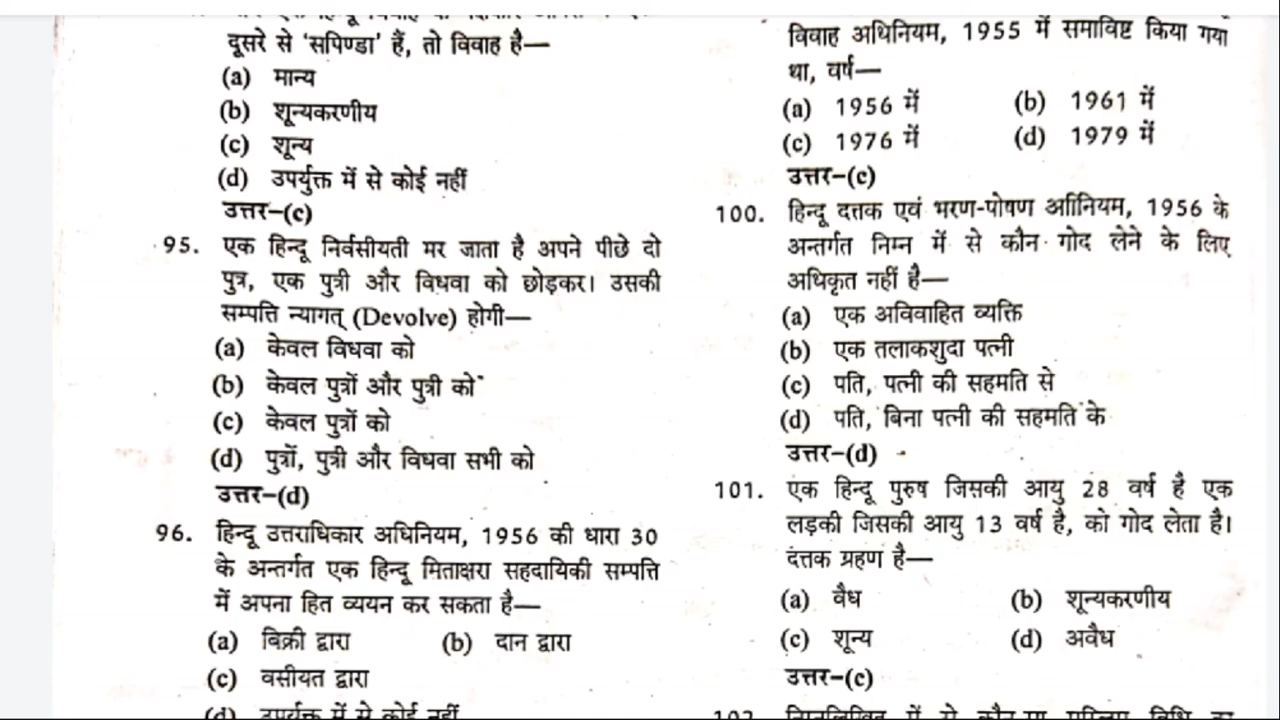 दूसरे से 'सपिण्डा' हैं, तो विवाह है—
(a) मान्य
(b) शून्यकरणीय
(c) शून्य
(d) उपर्युक्त में से कोई नहीं
उत्तर–(c)
95. एक हिन्दू निर्वसीयती मर जाता है अपने पीछे दो
पुत्र, एक पुत्री और विधवा को छोड़कर। उसकी
सम्पत्ति न्यागत् (Devolve) होगी—
(a) केवल विधवा को
(b) केवल पुत्रों और पुत्री को
(c) केवल पुत्रों को
(d) पुत्रों, पुत्री और विधवा सभी को
उत्तर–(d)
96. हिन्दू उत्तराधिकार अधिनियम, 1956 की धारा 30
के अन्तर्गत एक हिन्दू मिताक्षरा सहदायिकी सम्पत्ति
में अपना हित व्ययन कर सकता है—
(a) विक्री द्वारा (b) दान द्वारा
(c) वसीयत द्वारा
(d) उपर्युक्त में से कोई नहीं
विवाह अधिनियम, 1955 में समाविष्ट किया गया
था, वर्ष—
(a) 1956 में (b) 1961 में
(c) 1976 में (d) 1979 में
उत्तर–(c)
100. हिन्दू दत्तक एवं भरण-पोषण अािनियम, 1956 के
अन्तर्गत निम्न में से कौन गोद लेने के लिए
अधिकृत नहीं है—
(a) एक अविवाहित व्यक्ति
(b) एक तलाकशुदा पत्नी
(c) पति, पत्नी की सहमति से
(d) पति, बिना पत्नी की सहमति के
उत्तर–(d)
101. एक हिन्दू पुरुष जिसकी आयु 28 वर्ष है एक
लड़की जिसकी आयु 13 वर्ष है, को गोद लेता है।
दत्तक ग्रहण है—
(a) वैध (b) शून्यकरणीय
(c) शून्य (d) अवैध
उत्तर–(c)